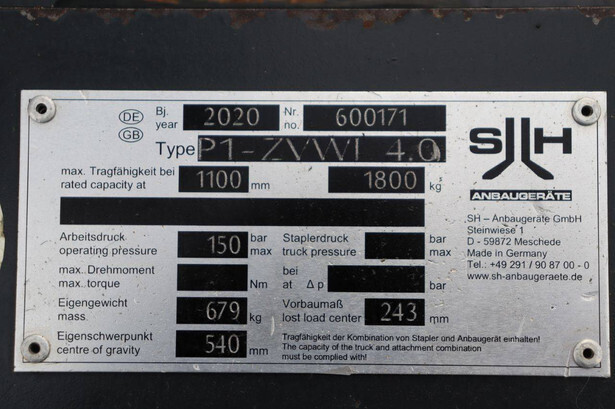 DE Bj. 2020 Nr. 600171
GB year no.
Type P1-ZVWI 4.0
max. Tragfähigkeit bei
rated capacity at 1100 mm 1800 kg
SH
ANBAUGERÄTE
SH – Anbaugeräte GmbH
Steinwiese 1
D - 59872 Meschede
Made in Germany
Tel.: +49 291 / 90 87 00 - 0
www.sh-anbaugeraete.de
Arbeitsdruck 150 bar Staplerdruck bar
operating pressure max truck pressure max
max. Drehmoment bei
max. torque Nm at Δ p bar
Eigengewicht 679 Vorbaumaß 243
mass kg lost load center mm
Eigenschwerpunkt 540
centre of gravity mm
Tragfähigkeit der Kombination von Stapler und Anbaugerät einhalten!
The capacity of the truck and attachment combination
must be complied with!